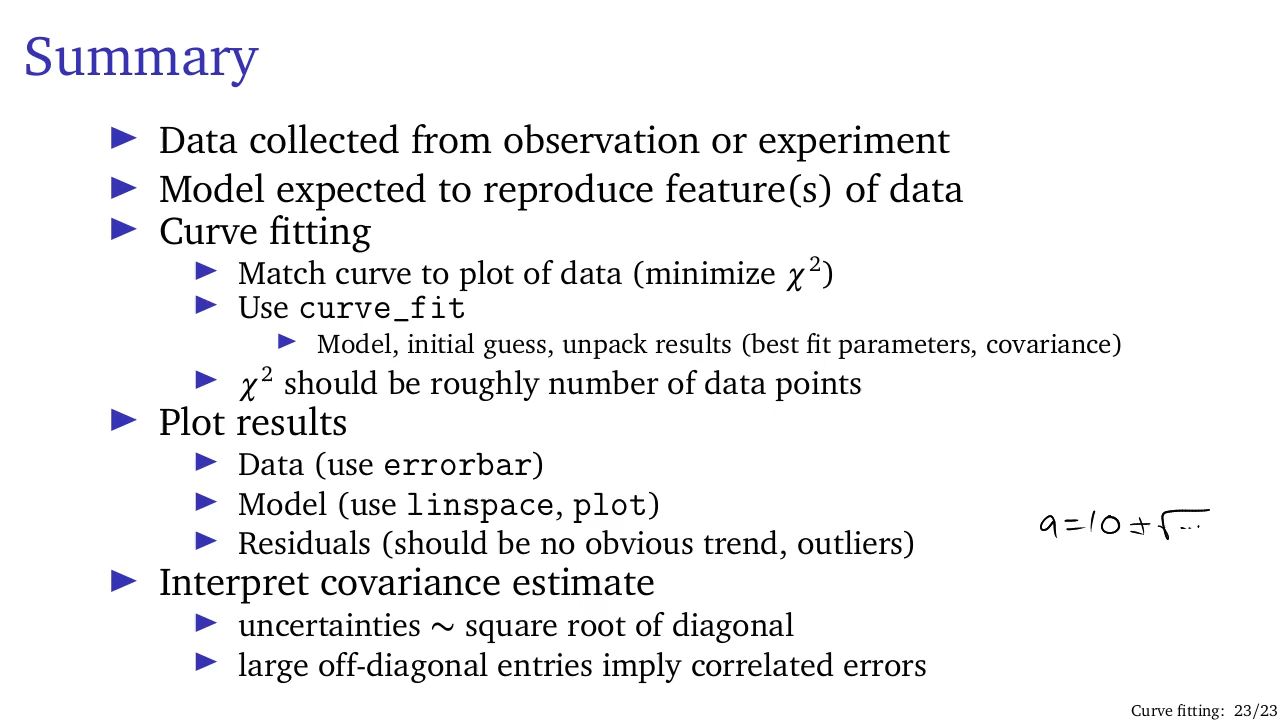 Summary
Data collected from observation or experiment
Model expected to reproduce feature(s) of data
Curve fitting
Match curve to plot of data (minimize χ²)
Use curve_fit
Model, initial guess, unpack results (best fit parameters, covariance)
χ² should be roughly number of data points
Plot results
Data (use errorbar)
Model (use linspace, plot)
a=10±√...
Residuals (should be no obvious trend, outliers)
Interpret covariance estimate
uncertainties ∼ square root of diagonal
large off-diagonal entries imply correlated errors
Curve fitting: 23/23